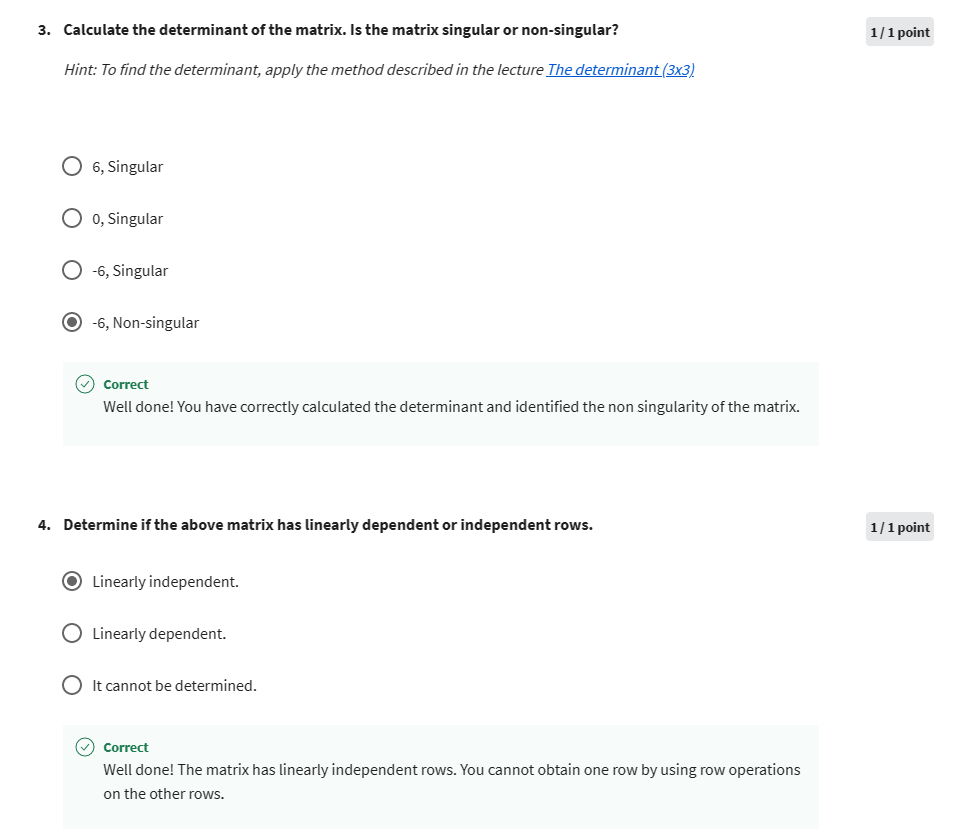 3. Calculate the determinant of the matrix. Is the matrix singular or non-singular?
1 / 1 point
Hint: To find the determinant, apply the method described in the lecture The determinant (3x3)
6, Singular
0, Singular
-6, Singular
-6, Non-singular
Correct
Well done! You have correctly calculated the determinant and identified the non singularity of the matrix.
4. Determine if the above matrix has linearly dependent or independent rows.
1 / 1 point
Linearly independent.
Linearly dependent.
It cannot be determined.
Correct
Well done! The matrix has linearly independent rows. You cannot obtain one row by using row operations
on the other rows.